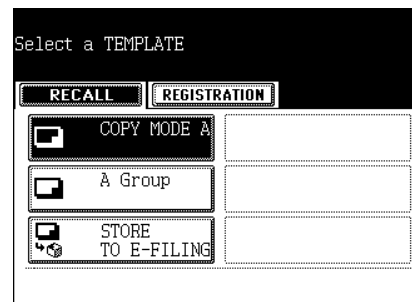 Select a TEMPLATE
RECALL
REGISTRATION
COPY MODE A
A Group
STORE
TO E-FILING